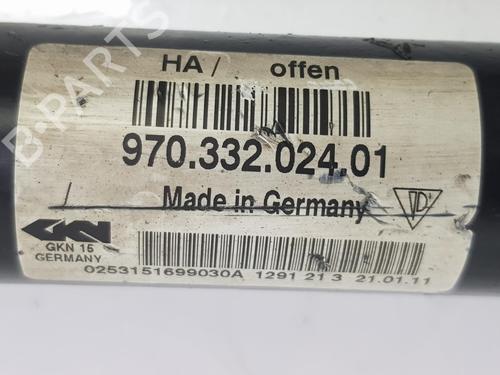 HA / offen
970.332.024.01
Made in Germany
GKN
GKN 15
GERMANY
0253151699030A 1291 21 3 21.01.11
B-PARTS